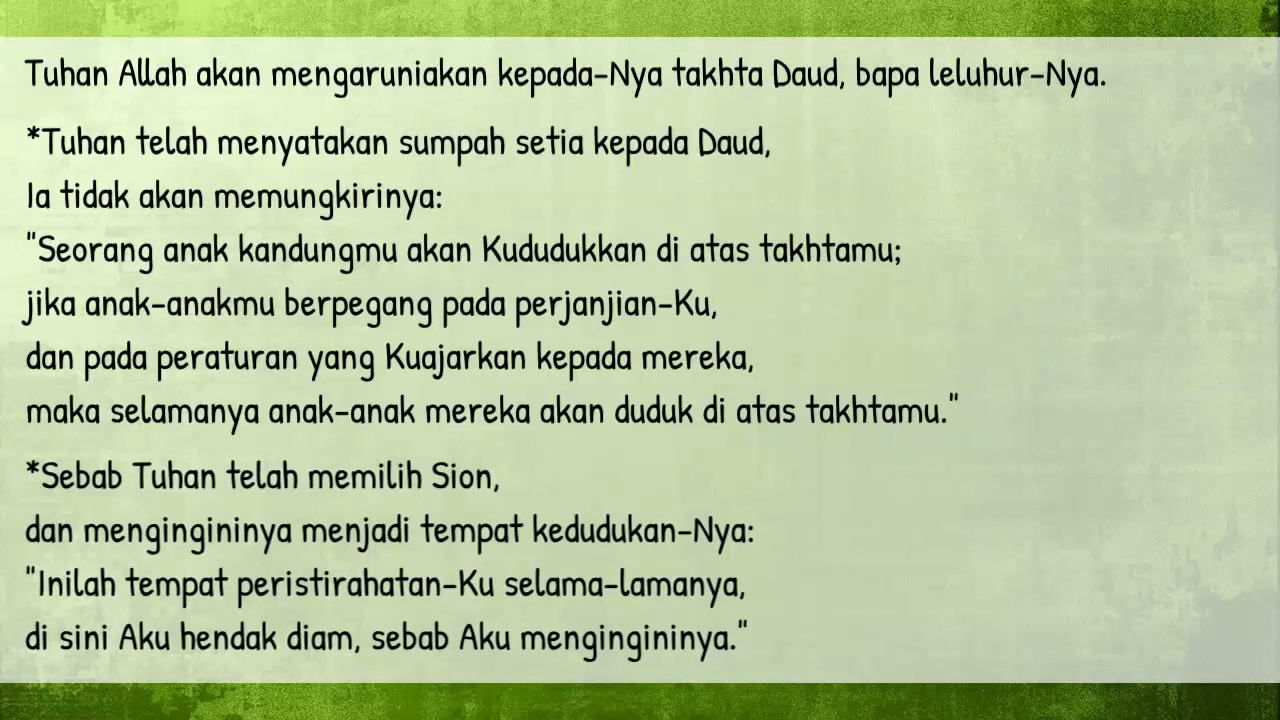 Tuhan Allah akan mengaruniakan kepada-Nya takhta Daud, bapa leluhur-Nya.
*Tuhan telah menyatakan sumpah setia kepada Daud,
Ia tidak akan memungkirinya:
"Seorang anak kandungmu akan Kududukkan di atas takhtamu;
jika anak-anakmu berpegang pada perjanjian-Ku,
dan pada peraturan yang Kuajarkan kepada mereka,
maka selamanya anak-anak mereka akan duduk di atas takhtamu."
*Sebab Tuhan telah memilih Sion,
dan mengingininya menjadi tempat kedudukan-Nya:
"Inilah tempat peristirahatan-Ku selama-lamanya,
di sini Aku hendak diam, sebab Aku mengingininya."